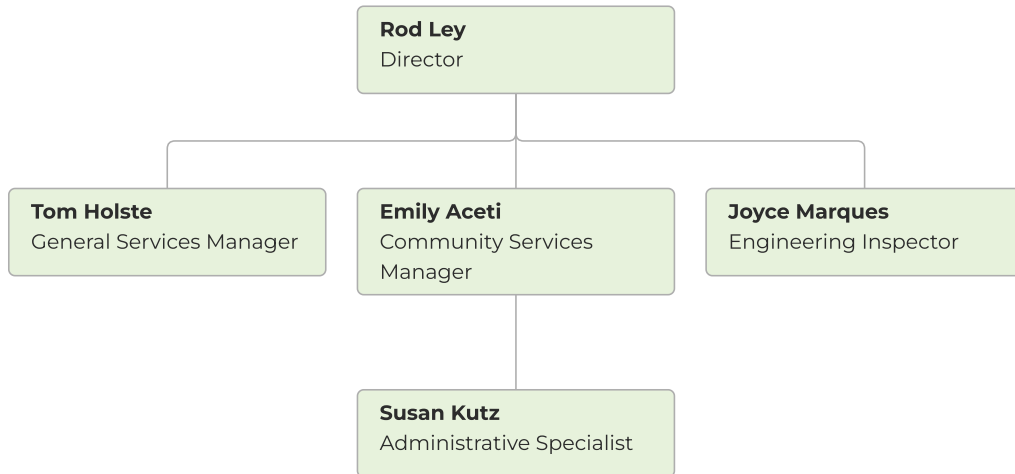 Rod Ley
Director
Tom Holste
General Services Manager
Emily Aceti
Community Services
Manager
Joyce Marques
Engineering Inspector
Susan Kutz
Administrative Specialist